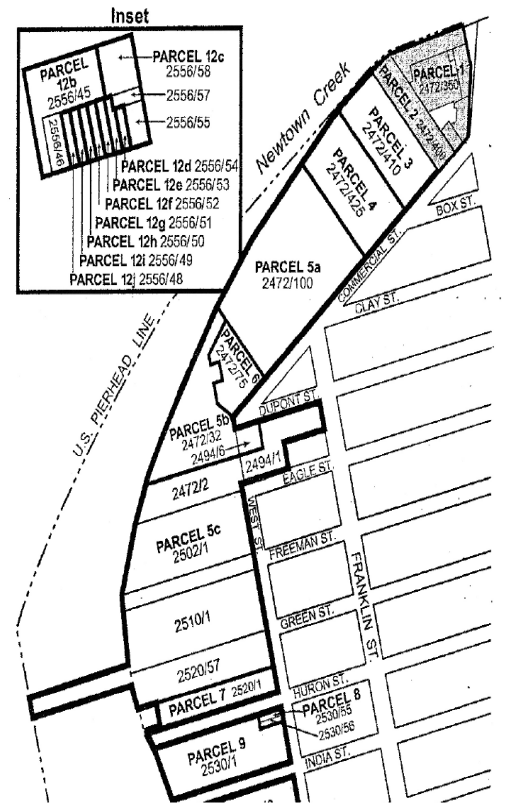 Inset
PARCEL
12b
2556/45
PARCEL 12c
2556/58
2556/57
2556/55
2556/46
PARCEL 12d 2556/54
PARCEL 12e 2556/53
PARCEL 12f 2556/52
PARCEL 12g 2556/51
PARCEL 12h 2556/50
PARCEL 12i 2556/49
PARCEL 12j 2556/48
Newtown Creek
PARCEL 1
2472/350
PARCEL 2 2472/400
PARCEL 3
2472/410
PARCEL 4
2472/425
BOX ST.
COMMERCIAL ST.
PARCEL 5a
2472/100
CLAY ST.
U.S. PIERHEAD LINE
PARCEL 6
2472/75
DUPONT ST.
PARCEL 5b
2472/32
2494/6
2494/1
EAGLE ST.
2472/2
WEST ST.
PARCEL 5c
2502/1
FREEMAN ST.
FRANKLIN ST.
2510/1
GREEN ST.
2520/57
HURON ST.
PARCEL 7 2520/1
PARCEL 8
2530/55
2530/56
PARCEL 9
2530/1
INDIA ST.